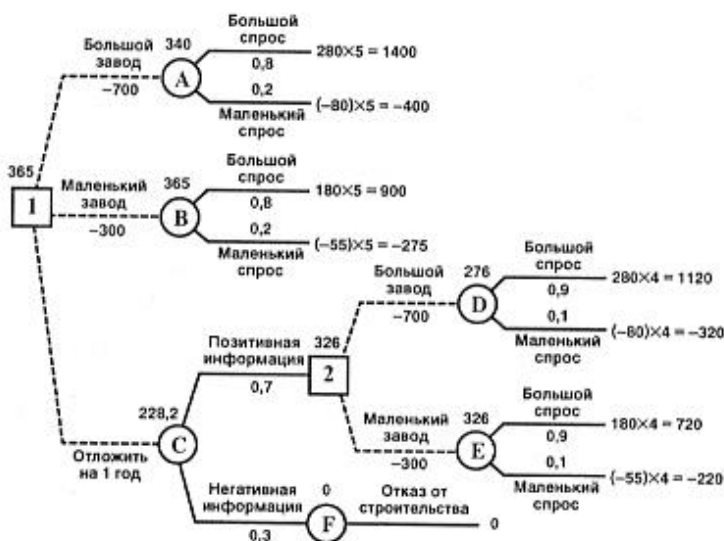 Большой
спрос
280×5 = 1400
0,8
340
Большой
завод
−700
A
0,2
(−80)×5 = −400
Маленький
спрос
365
1
Большой
спрос
180×5 = 900
0,8
Маленький
завод
−300
365
B
0,2
(−55)×5 = −275
Маленький
спрос
Большой
спрос
280×4 = 1120
0,9
Большой
завод
−700
276
D
0,1
(−80)×4 = −320
Маленький
спрос
Позитивная
информация
0,7
326
2
228,2
C
Отложить
на 1 год
Большой
спрос
180×4 = 720
0,9
Маленький
завод
−300
326
E
0,1
(−55)×4 = −220
Маленький
спрос
Негативная
информация
0,3
0
F
Отказ от
строительства
0